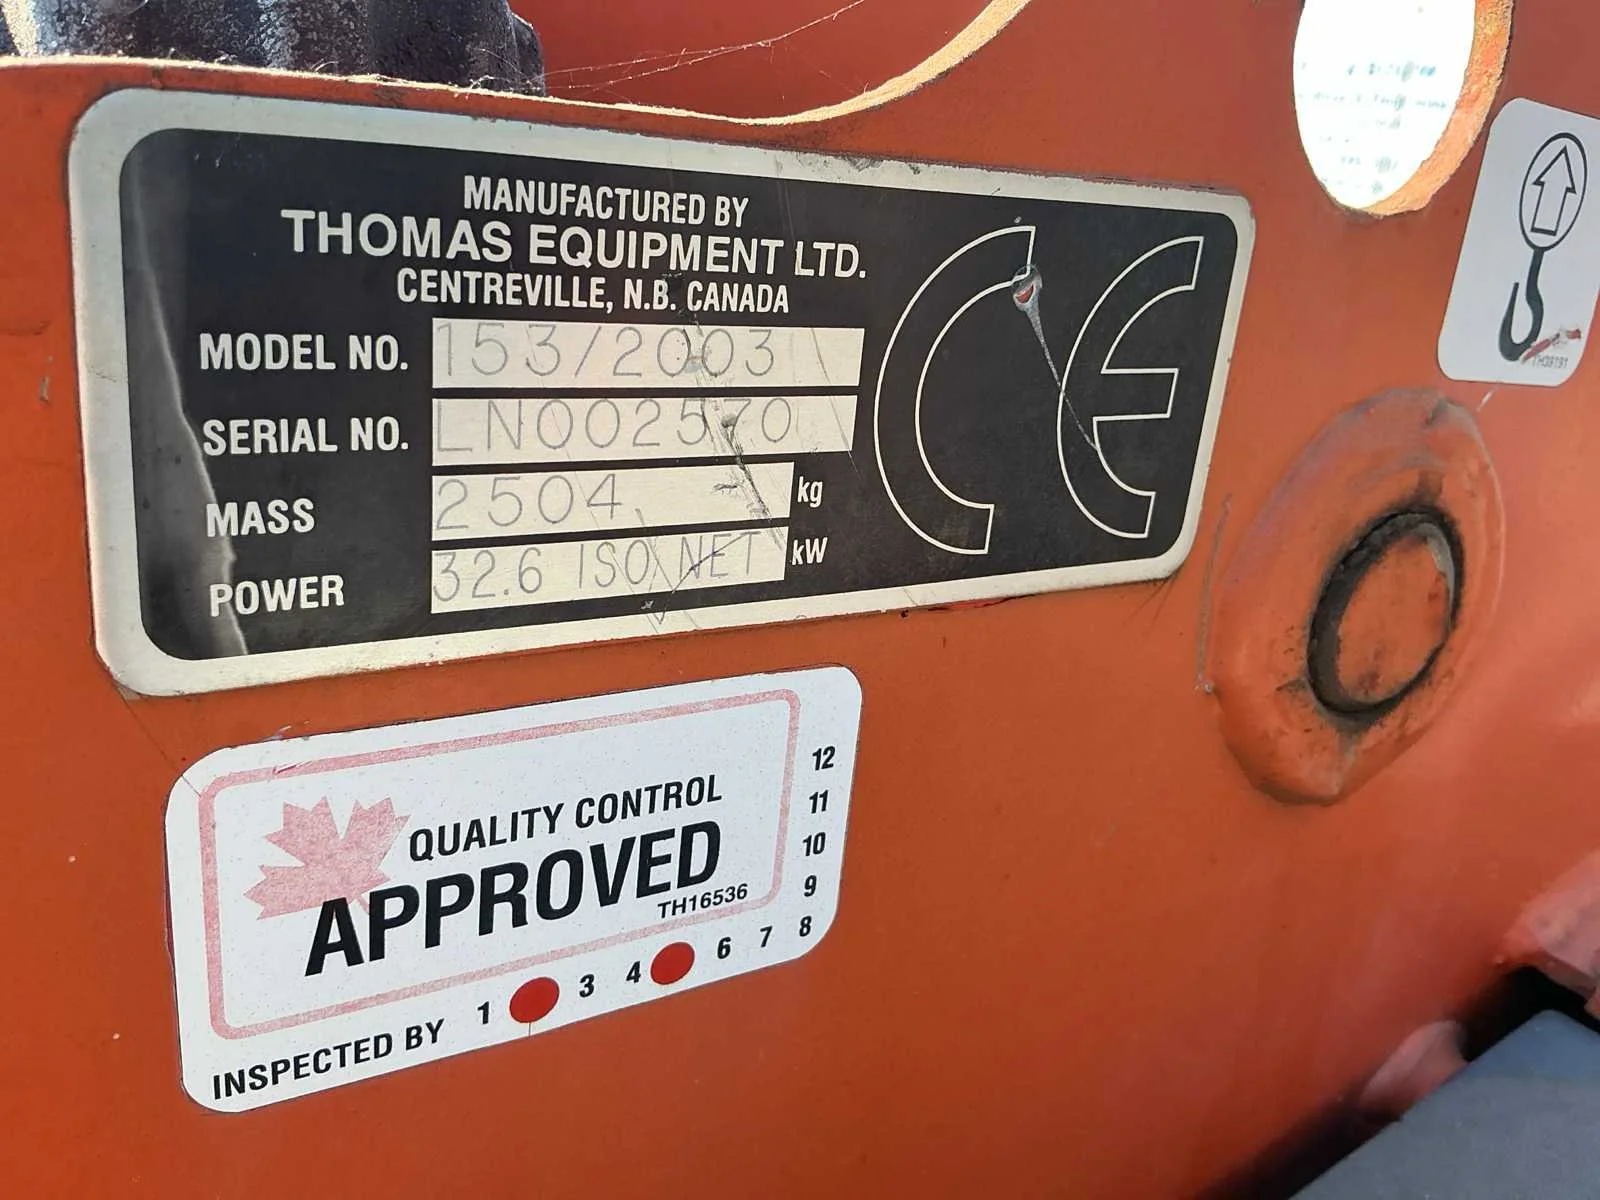 MANUFACTURED BY
THOMAS EQUIPMENT LTD.
CENTREVILLE, N.B. CANADA
MODEL NO. 153/2003
SERIAL NO. LN002570
MASS 2504 kg
POWER 32.6 ISO NET kW
CE
TH39191
QUALITY CONTROL
APPROVED
TH16536
12
11
10
9
INSPECTED BY 1 3 4 6 7 8